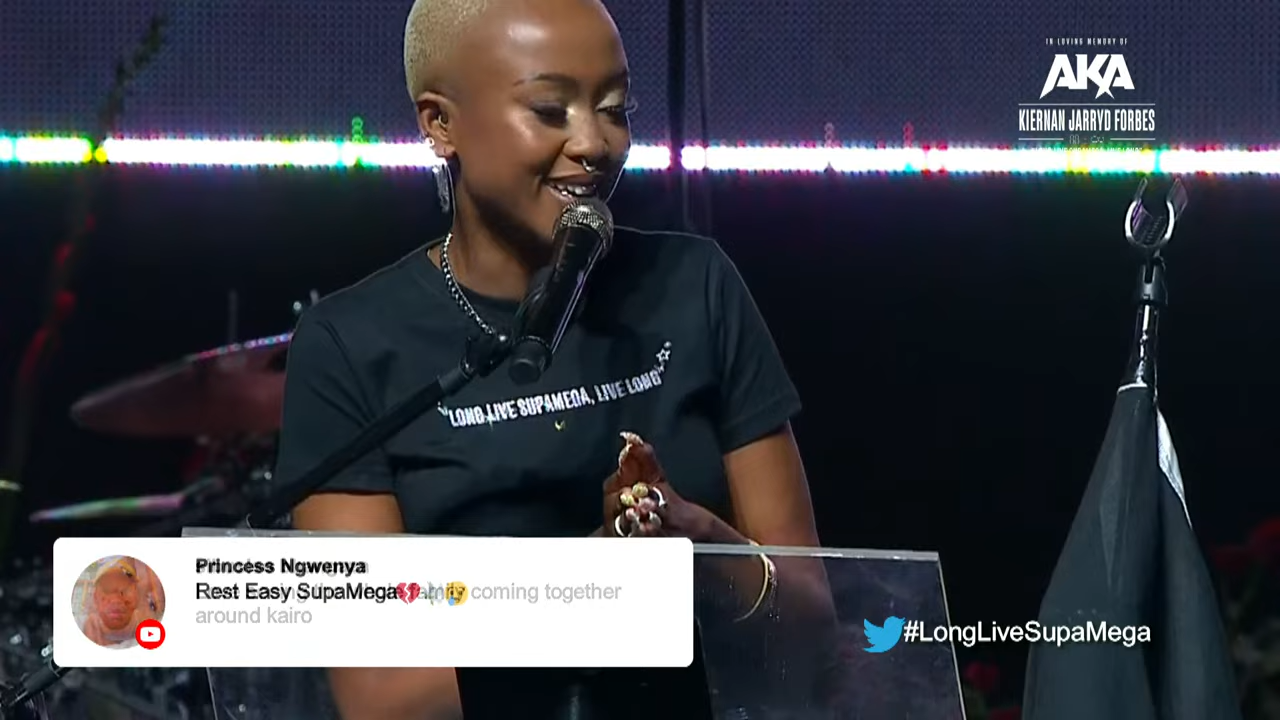 IN LOVING MEMORY OF
AKA
KIERNAN JARRYD FORBES
"LONG LIVE SUPAMEGA, LIVE LONG"
Princess Ngwenya
Rest Easy SupaMega💔😢
coming together
around kairo
#LongLiveSupaMega